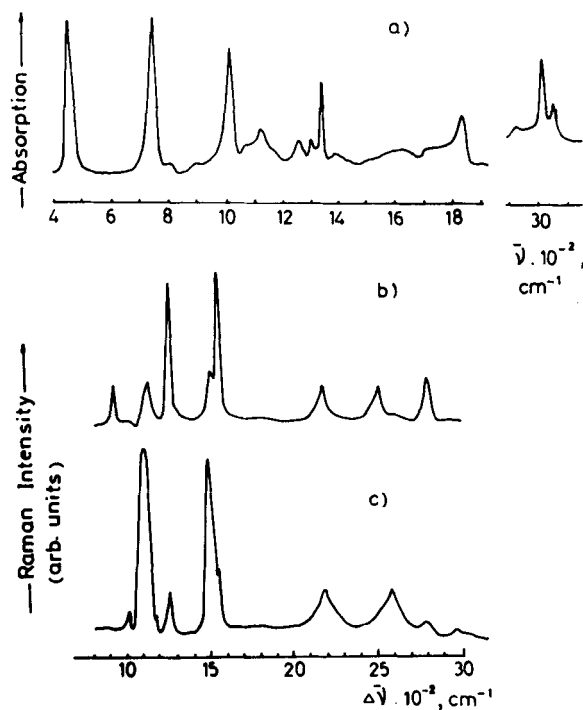 a)
Absorption
4 6 8 10 12 14 16 18 30
ν̄ · 10⁻²,
cm⁻¹
b)
Raman Intensity
(arb. units)
c)
10 15 20 25 30
Δν̄ · 10⁻², cm⁻¹